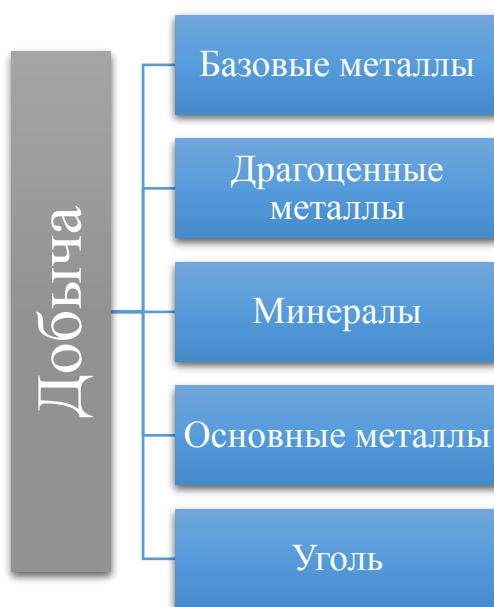 Добыча
Базовые металлы
Драгоценные
металлы
Минералы
Основные металлы
Уголь